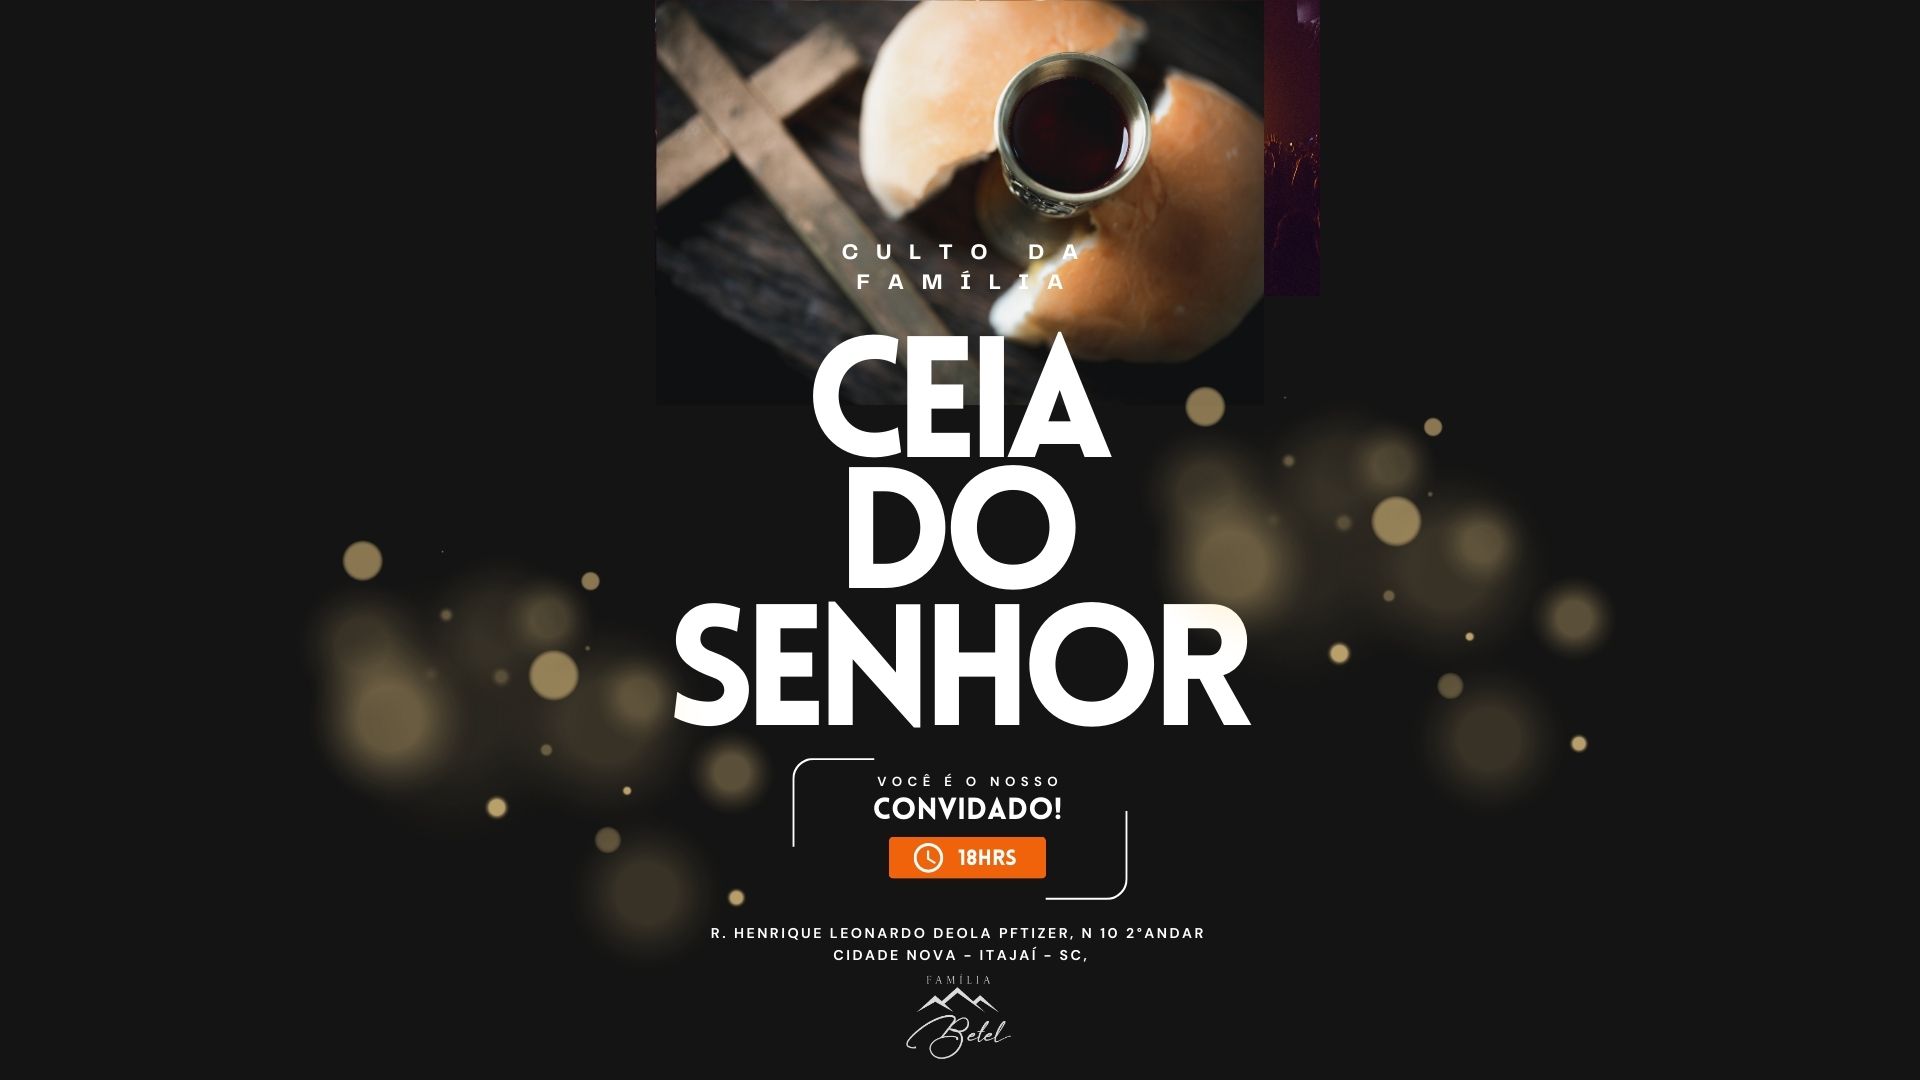 CULTO DA
FAMÍLIA
CEIA
DO
SENHOR
VOCÊ É O NOSSO
CONVIDADO!
18HRS
R. HENRIQUE LEONARDO DEOLA PFTIZER, N 10 2°ANDAR
CIDADE NOVA - ITAJAÍ - SC,
FAMÍLIA
Betel